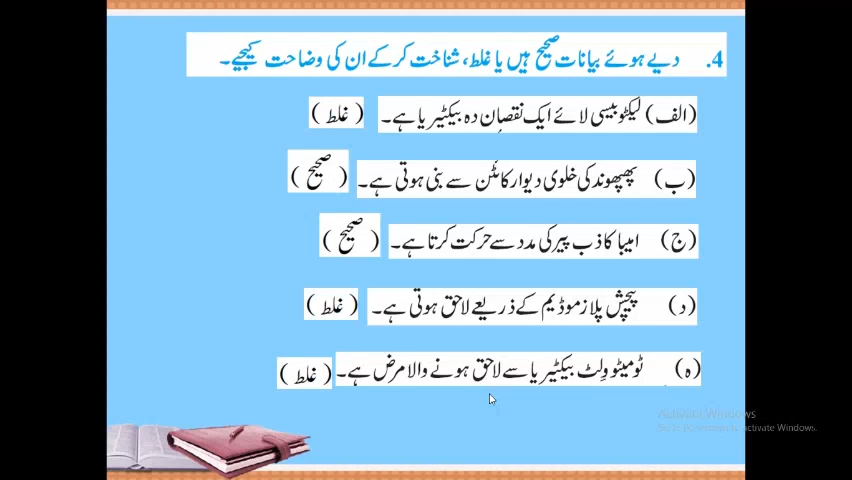 4. دیے ہوئے بیانات صحیح ہیں یا غلط، شناخت کرکے ان کی وضاحت کیجیے۔
(الف) لیکٹوبیسی لائے ایک نقصان دہ بیکٹیریا ہے۔ ( غلط )
(ب) پھپھوند کی خلوی دیوار کائٹن سے بنی ہوتی ہے۔ ( صحیح )
(ج) امیبا کاذب پیر کی مدد سے حرکت کرتا ہے۔ ( صحیح )
(د) پیچش پلازموڈیم کے ذریعے لاحق ہوتی ہے۔ ( غلط )
(ہ) ٹومیٹو وِلٹ بیکٹیریا سے لاحق ہونے والا مرض ہے۔ ( غلط )
Activate Windows